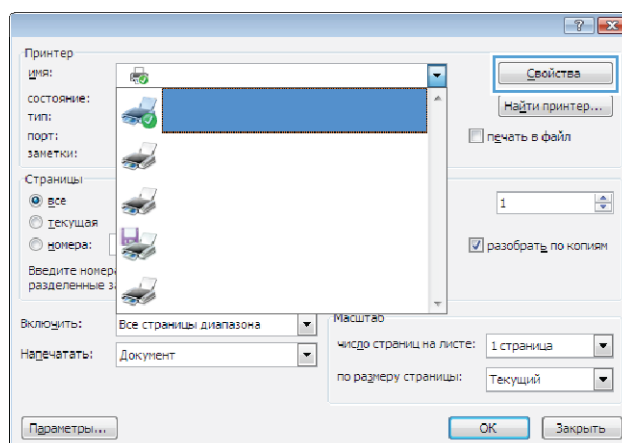 Принтер
имя:
Свойства
состояние:
Найти принтер...
тип:
порт:
печать в файл
заметки:
Страницы
все
1
текущая
номера:
разобрать по копиям
Введите номер
разделенные з
Включить: Все страницы диапазона
Масштаб
число страниц на листе: 1 страница
Напечатать: Документ
по размеру страницы: Текущий
Параметры...
ОК
Закрыть